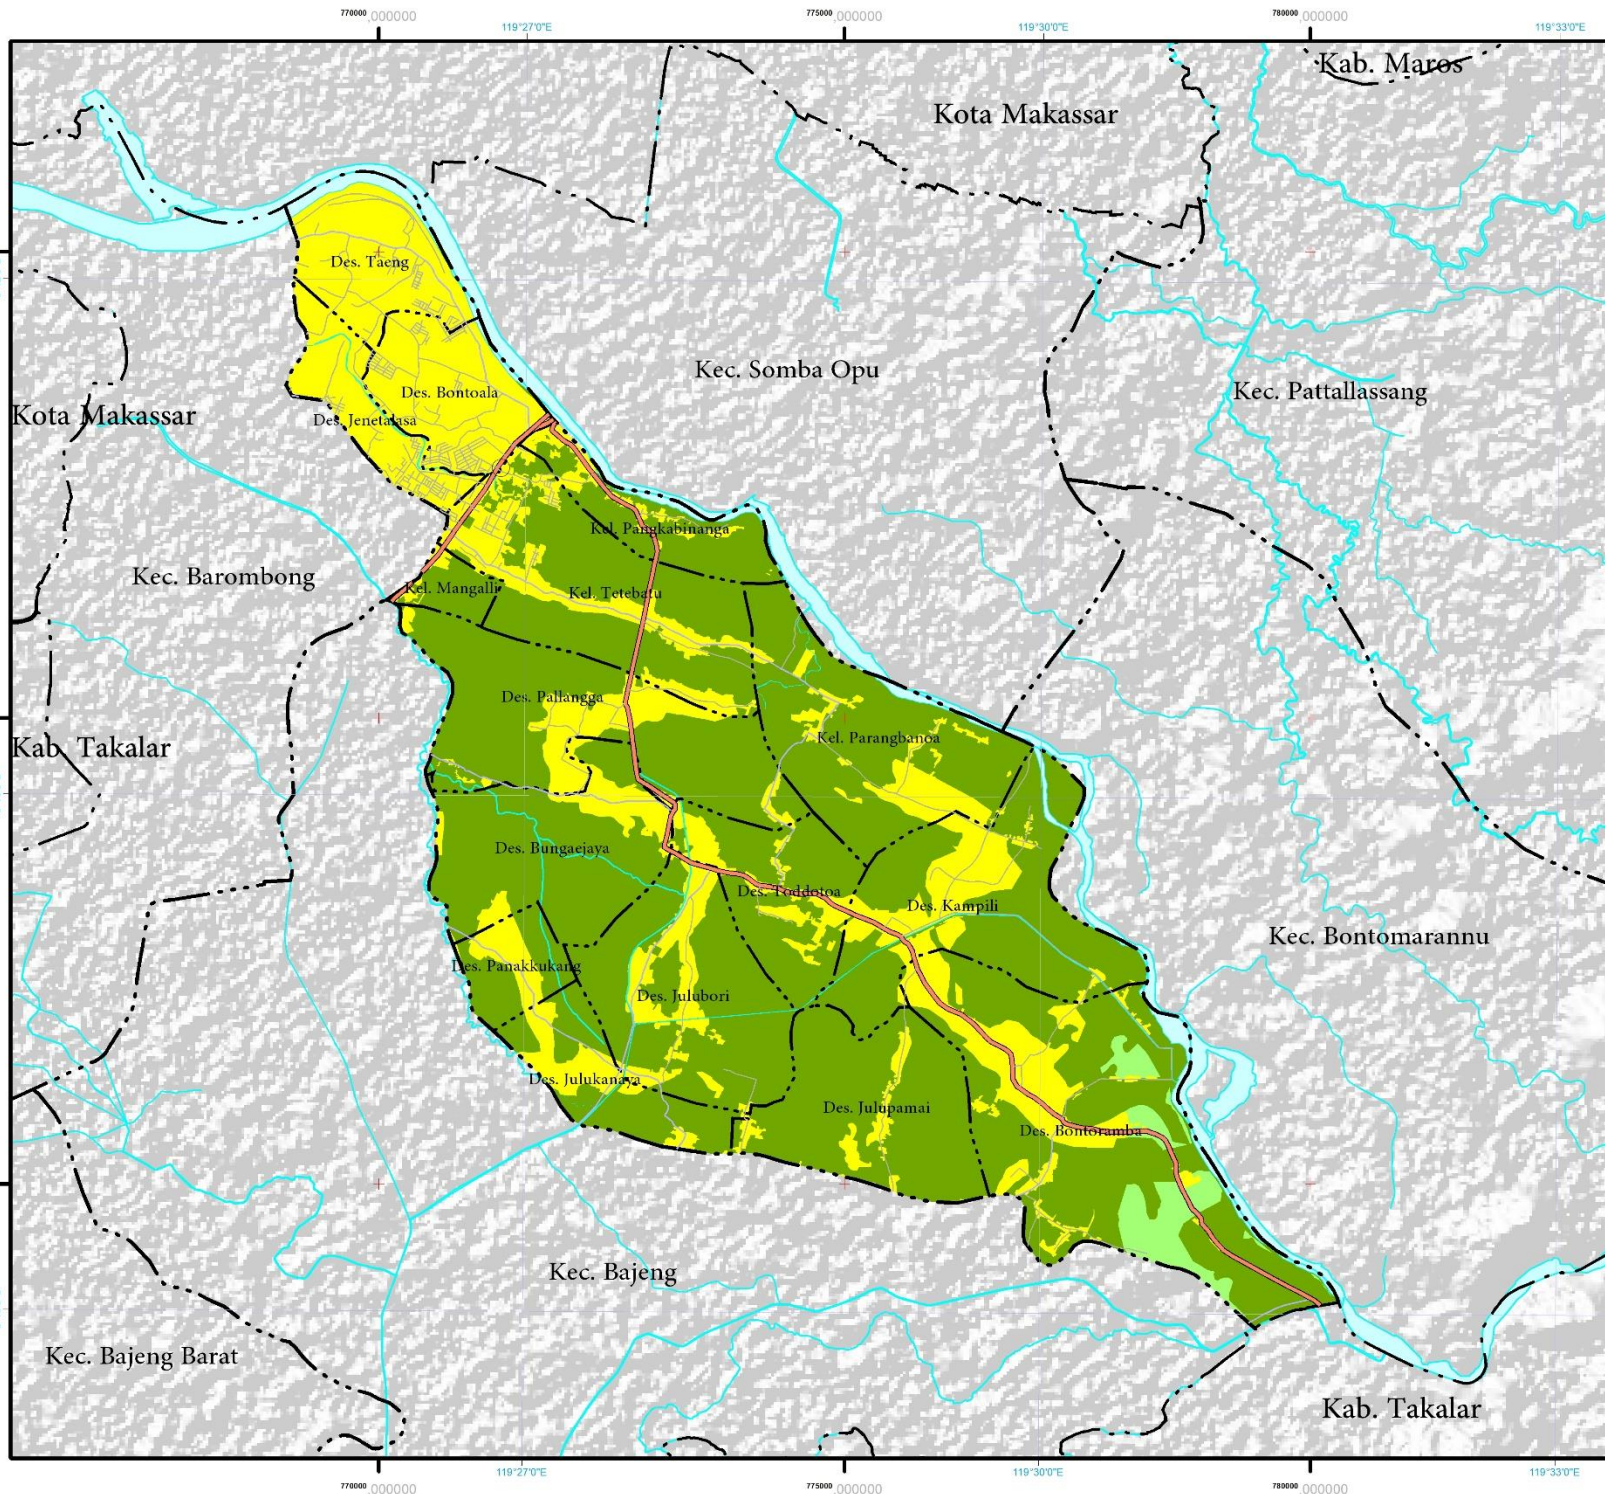 770000,000000
775000,000000
780000,000000
119°27'0"E
119°30'0"E
119°33'0"E
Kab. Maros
Kota Makassar
Des. Taeng
Kec. Somba Opu
Des. Bontoala
Kec. Pattallassang
Kota Makassar
Des. Jenetalasa
Kel. Pangkabinanga
Kec. Barombong
Kel. Mangalli
Kel. Tetebatu
Des. Pallangga
Kel. Parangbanoa
Kab. Takalar
Des. Bungaejaya
Des. Toddotoa
Des. Kampili
Kec. Bontomarannu
Des. Panakkukang
Des. Julubori
Des. Julukanaya
Des. Julupamai
Des. Bontoramba
Kec. Bajeng
Kec. Bajeng Barat
Kab. Takalar
119°27'0"E
119°30'0"E
119°33'0"E
770000,000000
775000,000000
780000,000000